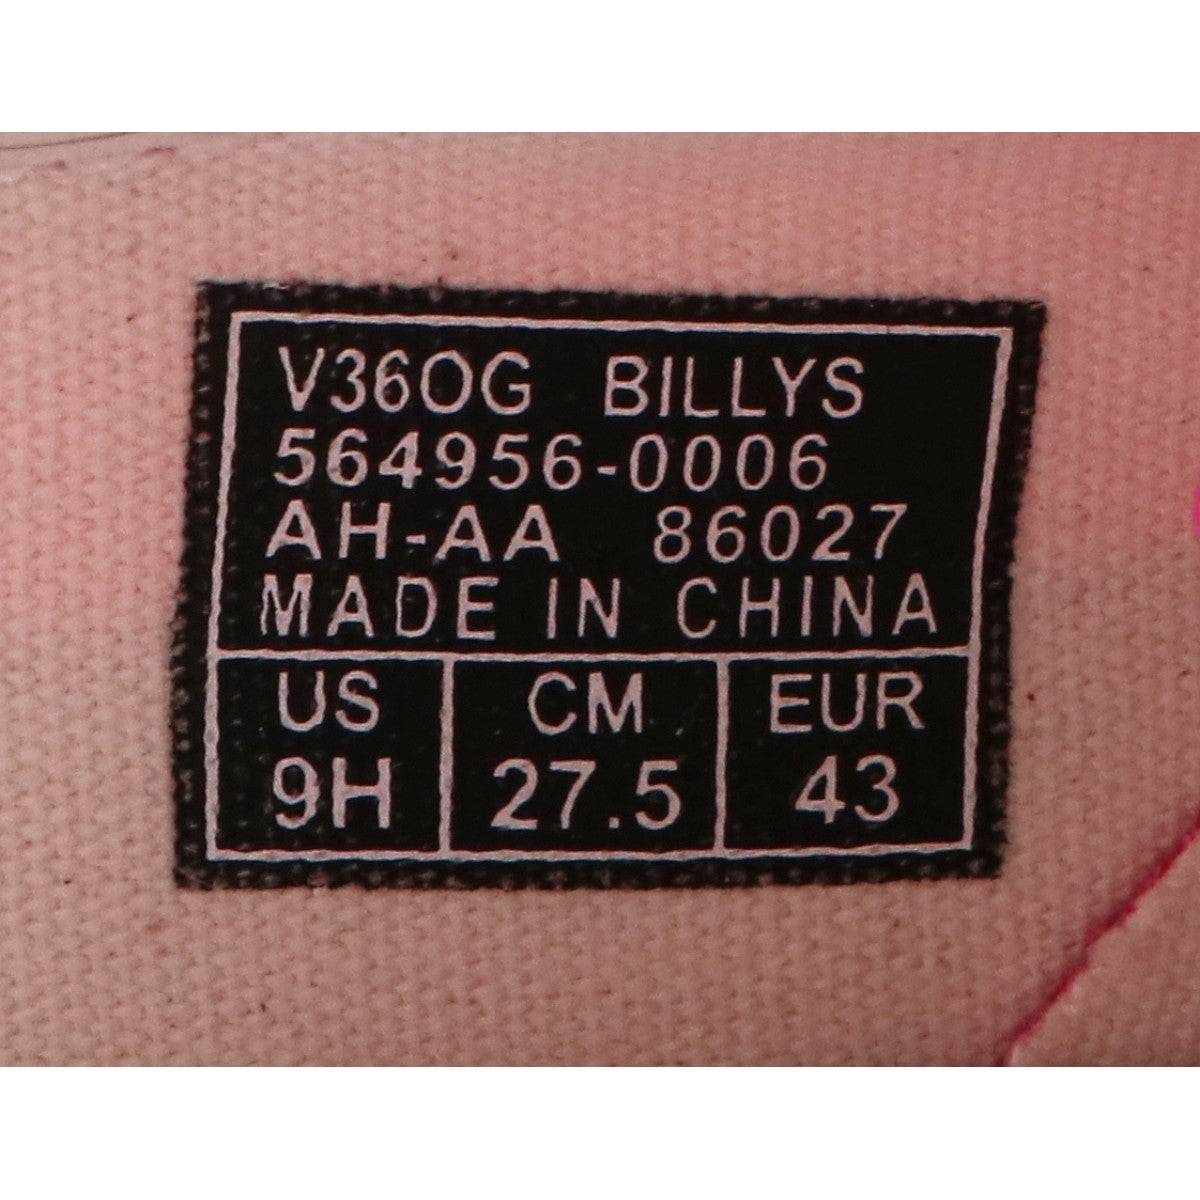 V36OG BILLYS
564956-0006
AH-AA 86027
MADE IN CHINA
US CM EUR
9H 27.5 43